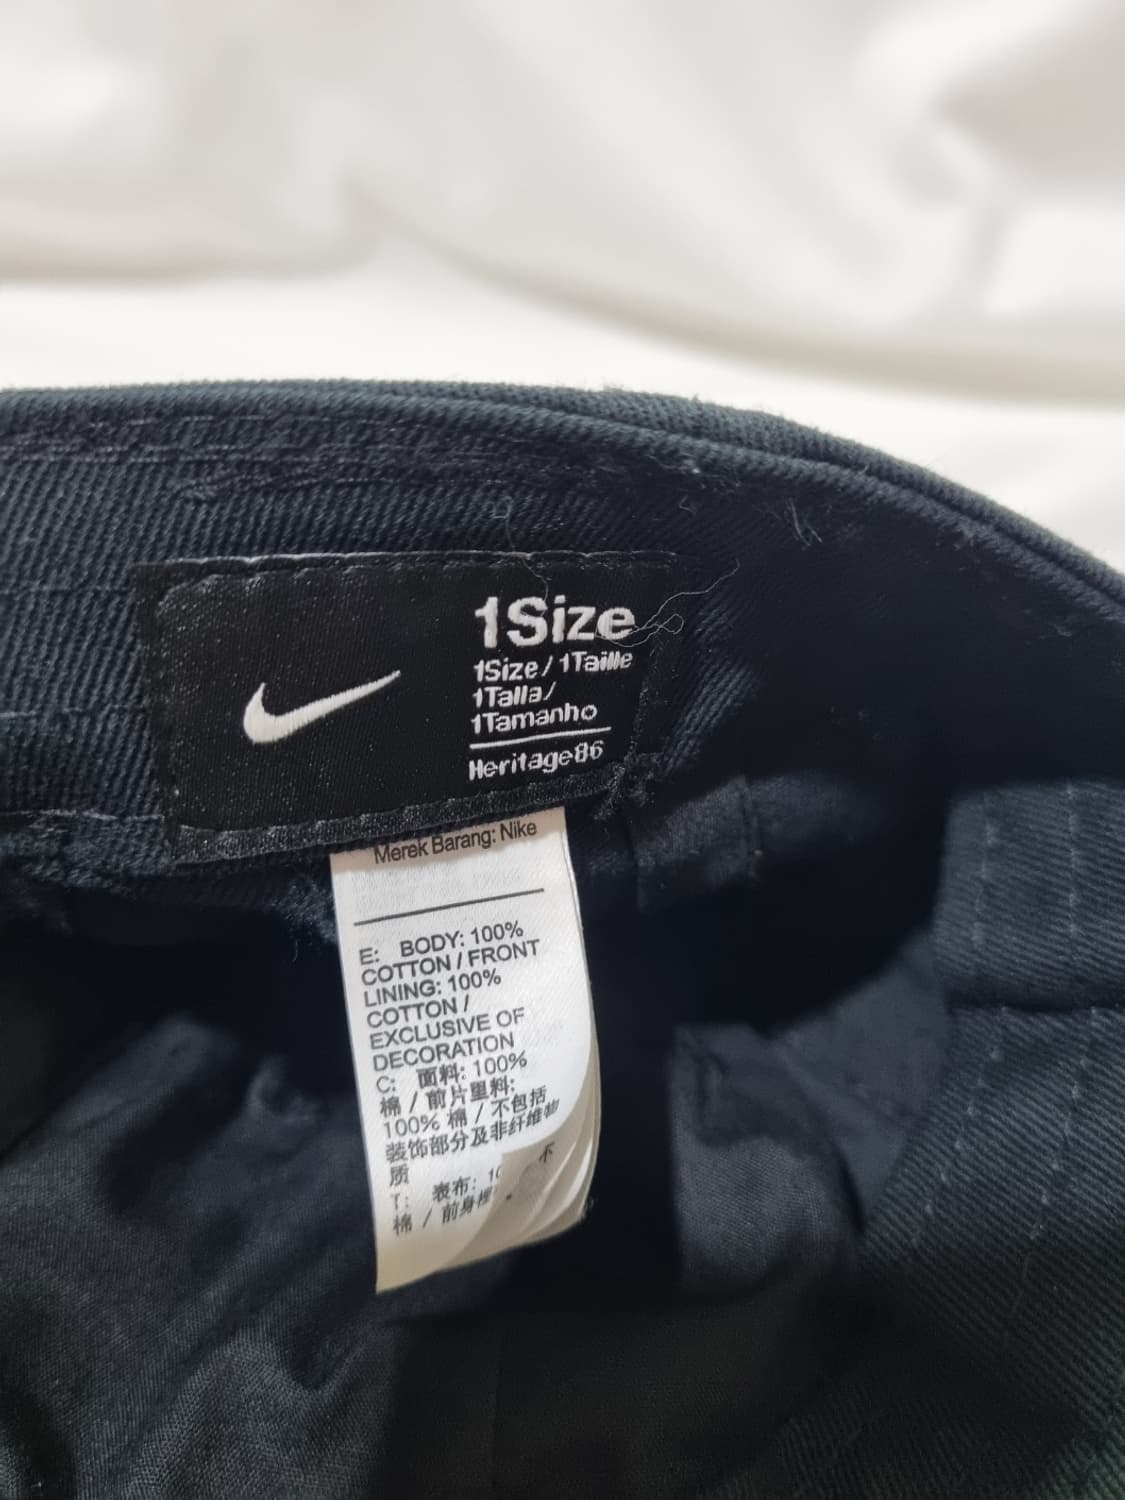 1Size
1Size / 1Taille
1Talla /
1Tamanho
Heritage86
Merek Barang: Nike
E: BODY: 100%
COTTON / FRONT
LINING: 100%
COTTON /
EXCLUSIVE OF
DECORATION
C: 面料: 100%
棉 / 前片里料:
100% 棉 / 不包括
装饰部分及非纤维物
质
T: 表布:
棉 / 前身裡
不